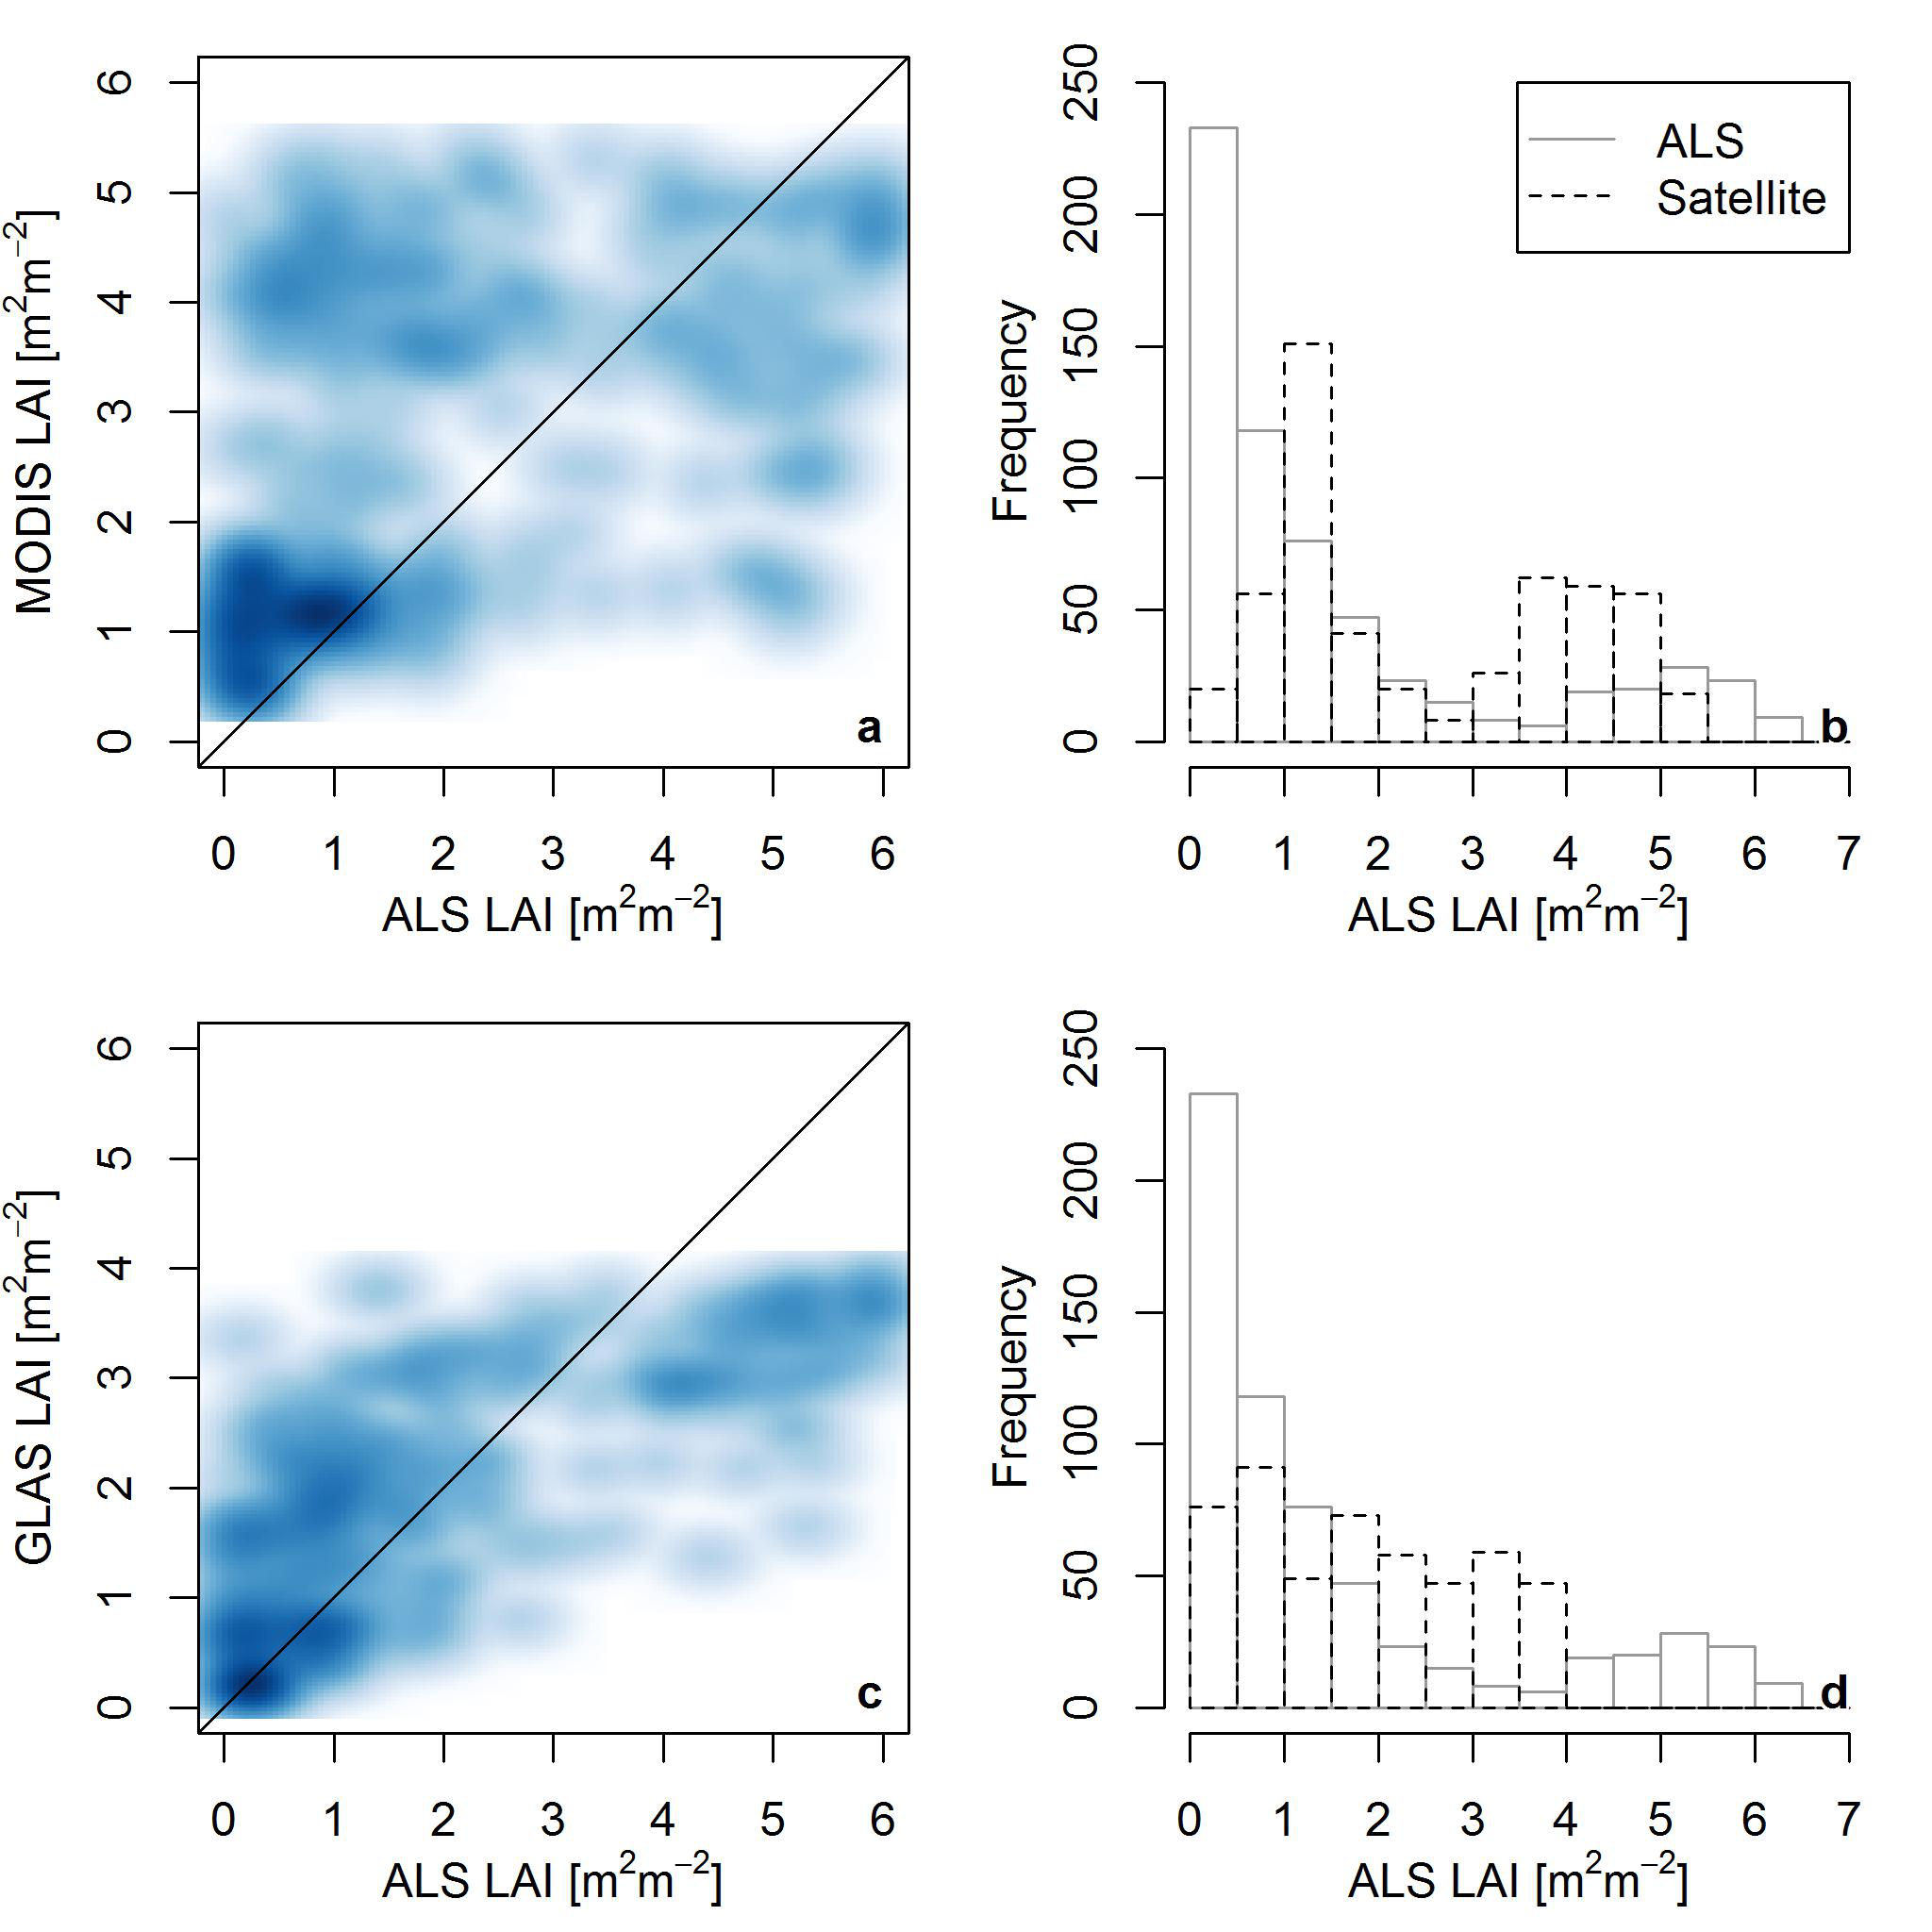 MODIS LAI [m²m⁻²]
0 1 2 3 4 5 6
0 1 2 3 4 5 6
ALS LAI [m²m⁻²]
a
Frequency
0 50 100 150 200 250
ALS
Satellite
0 1 2 3 4 5 6 7
ALS LAI [m²m⁻²]
b
GLAS LAI [m²m⁻²]
0 1 2 3 4 5 6
0 1 2 3 4 5 6
ALS LAI [m²m⁻²]
c
Frequency
0 50 100 150 200 250
0 1 2 3 4 5 6 7
ALS LAI [m²m⁻²]
d